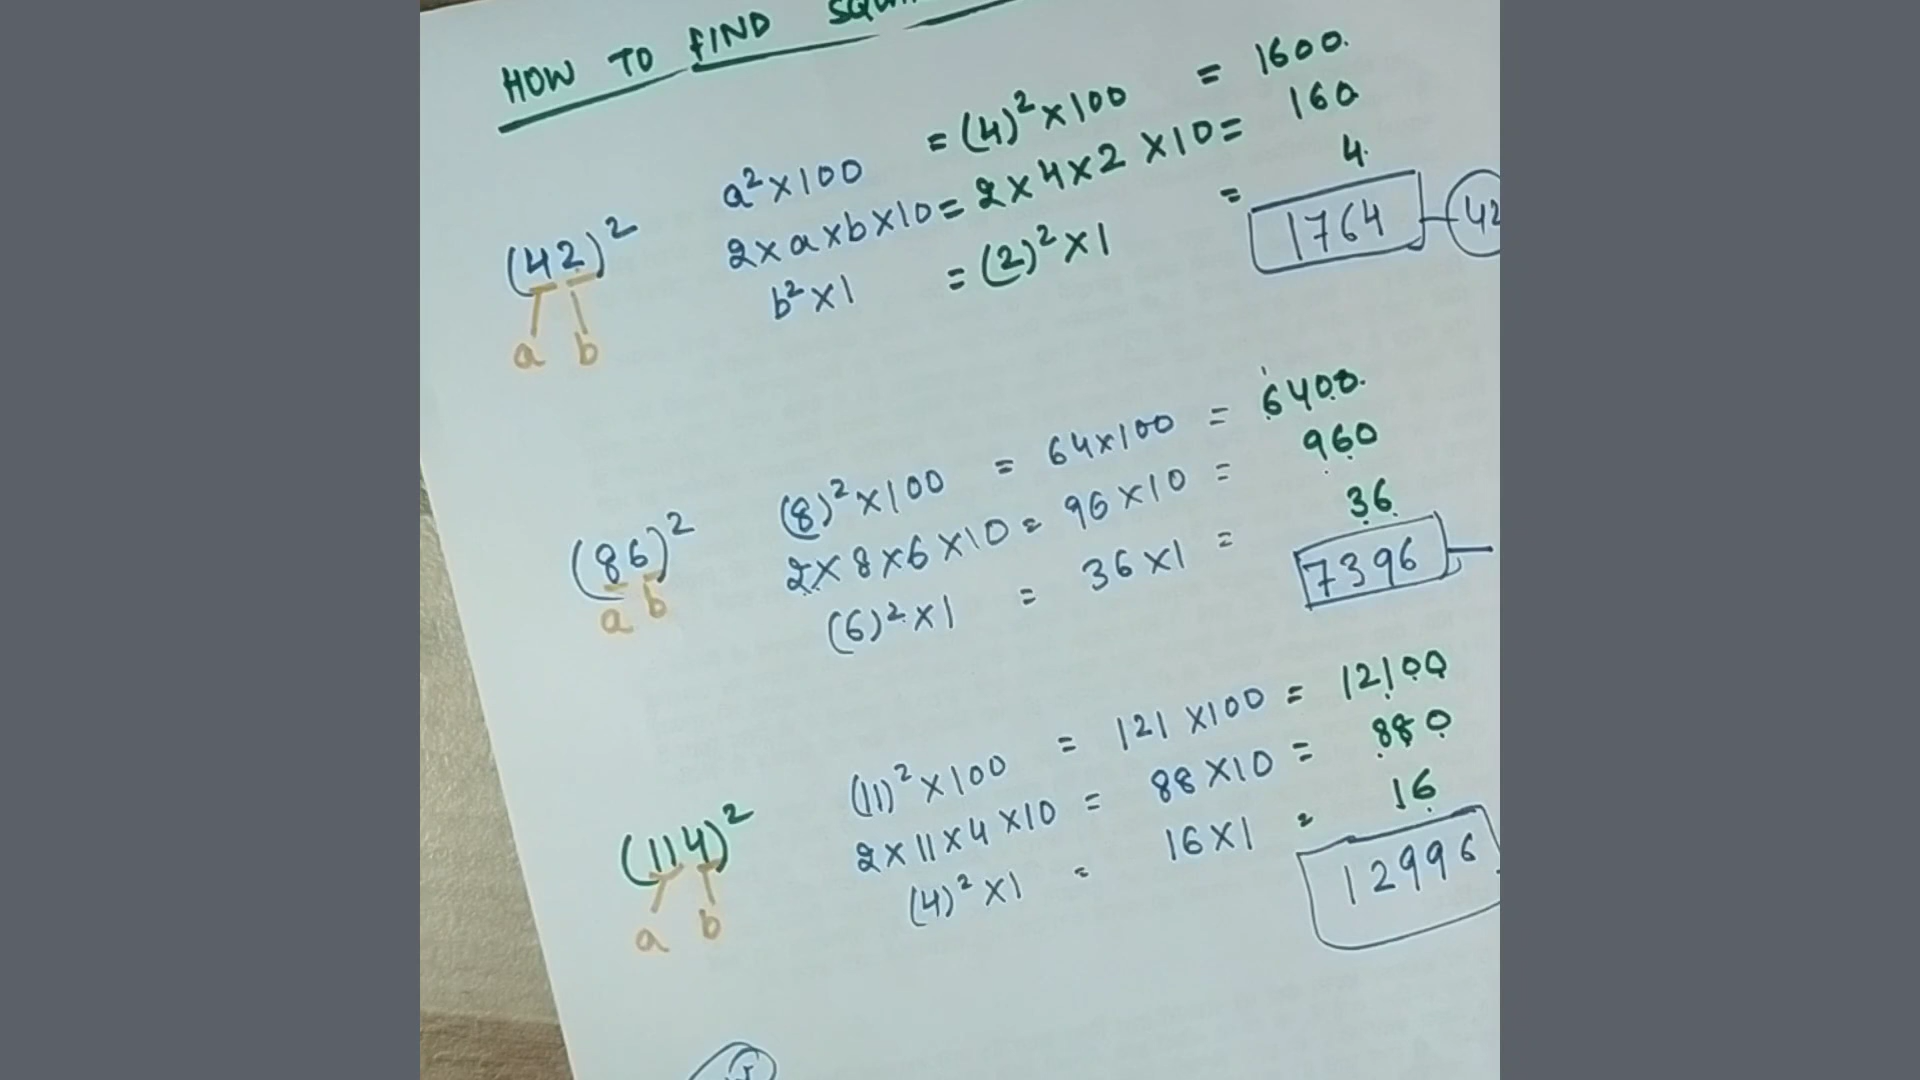 HOW TO FIND
a²×100 = (4)²×100 = 1600.
(42)² 2×a×b×10 = 2×4×2×10 = 160
b²×1 = (2)²×1 = 4.
1764 42
a b
(8)²×100 = 64×100 = 6400.
(86)² 2×8×6×10 = 96×10 = 960
(6)²×1 = 36×1 = 36
7396
a b
(11)²×100 = 121×100 = 12100
(114)² 2×11×4×10 = 88×10 = 880
(4)²×1 = 16×1 = 16
12996
a b